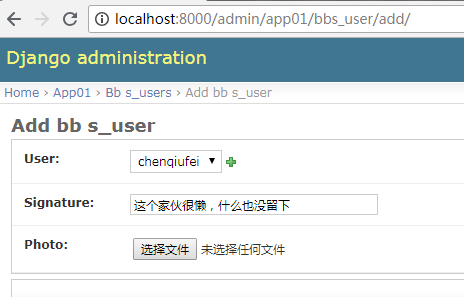 localhost:8000/admin/app01/bbs_user/add/
Django administration
Home › App01 › Bb s_users › Add bb s_user
Add bb s_user
User: chenqiufei
Signature: 这个家伙很懒，什么也没留下
Photo: 选择文件 未选择任何文件